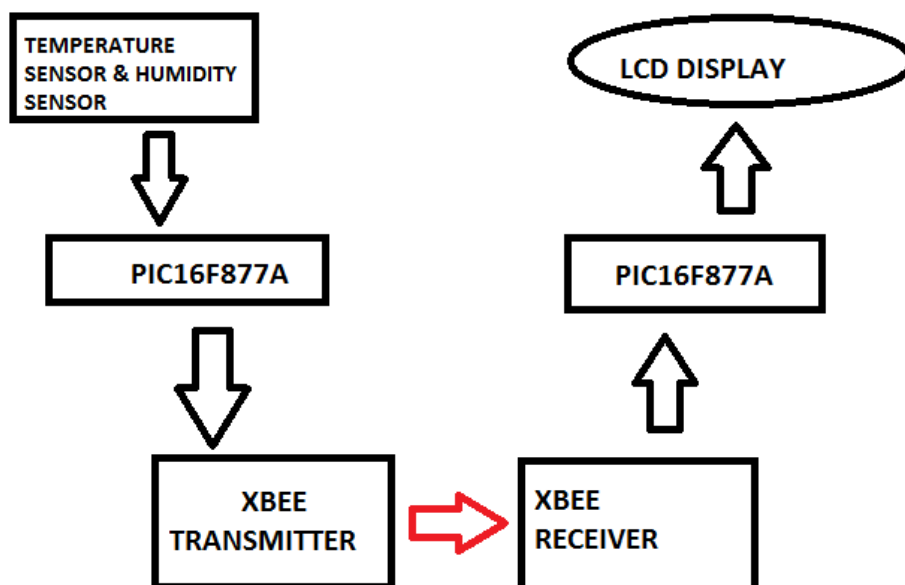 TEMPERATURE
SENSOR & HUMIDITY
SENSOR
LCD DISPLAY
PIC16F877A
PIC16F877A
XBEE
TRANSMITTER
XBEE
RECEIVER